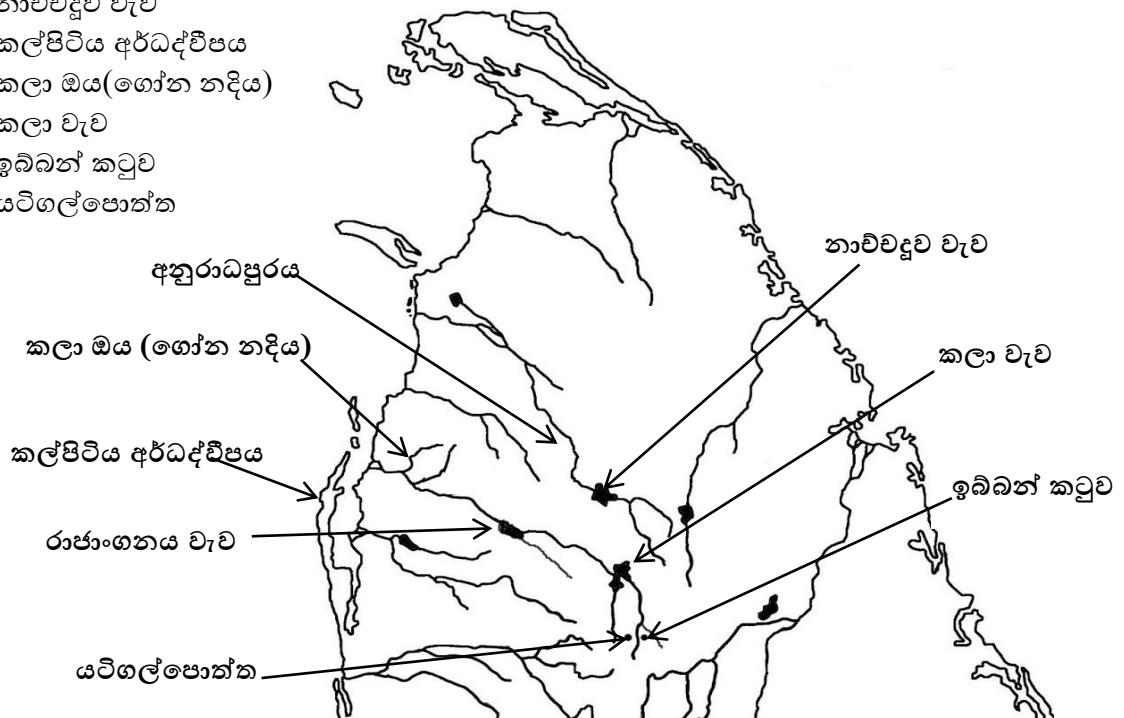 නාච්චදූව වැව
කල්පිටිය අර්ධද්වීපය
කලා ඔය(ගෝන නදිය)
කලා වැව
ඉබ්බන් කටුව
යටිගල්පොත්ත
නාච්චදූව වැව
අනුරාධපුරය
කලා ඔය (ගෝන නදිය)
කලා වැව
කල්පිටිය අර්ධද්වීපය
ඉබ්බන් කටුව
රාජාංගනය වැව
යටිගල්පොත්ත